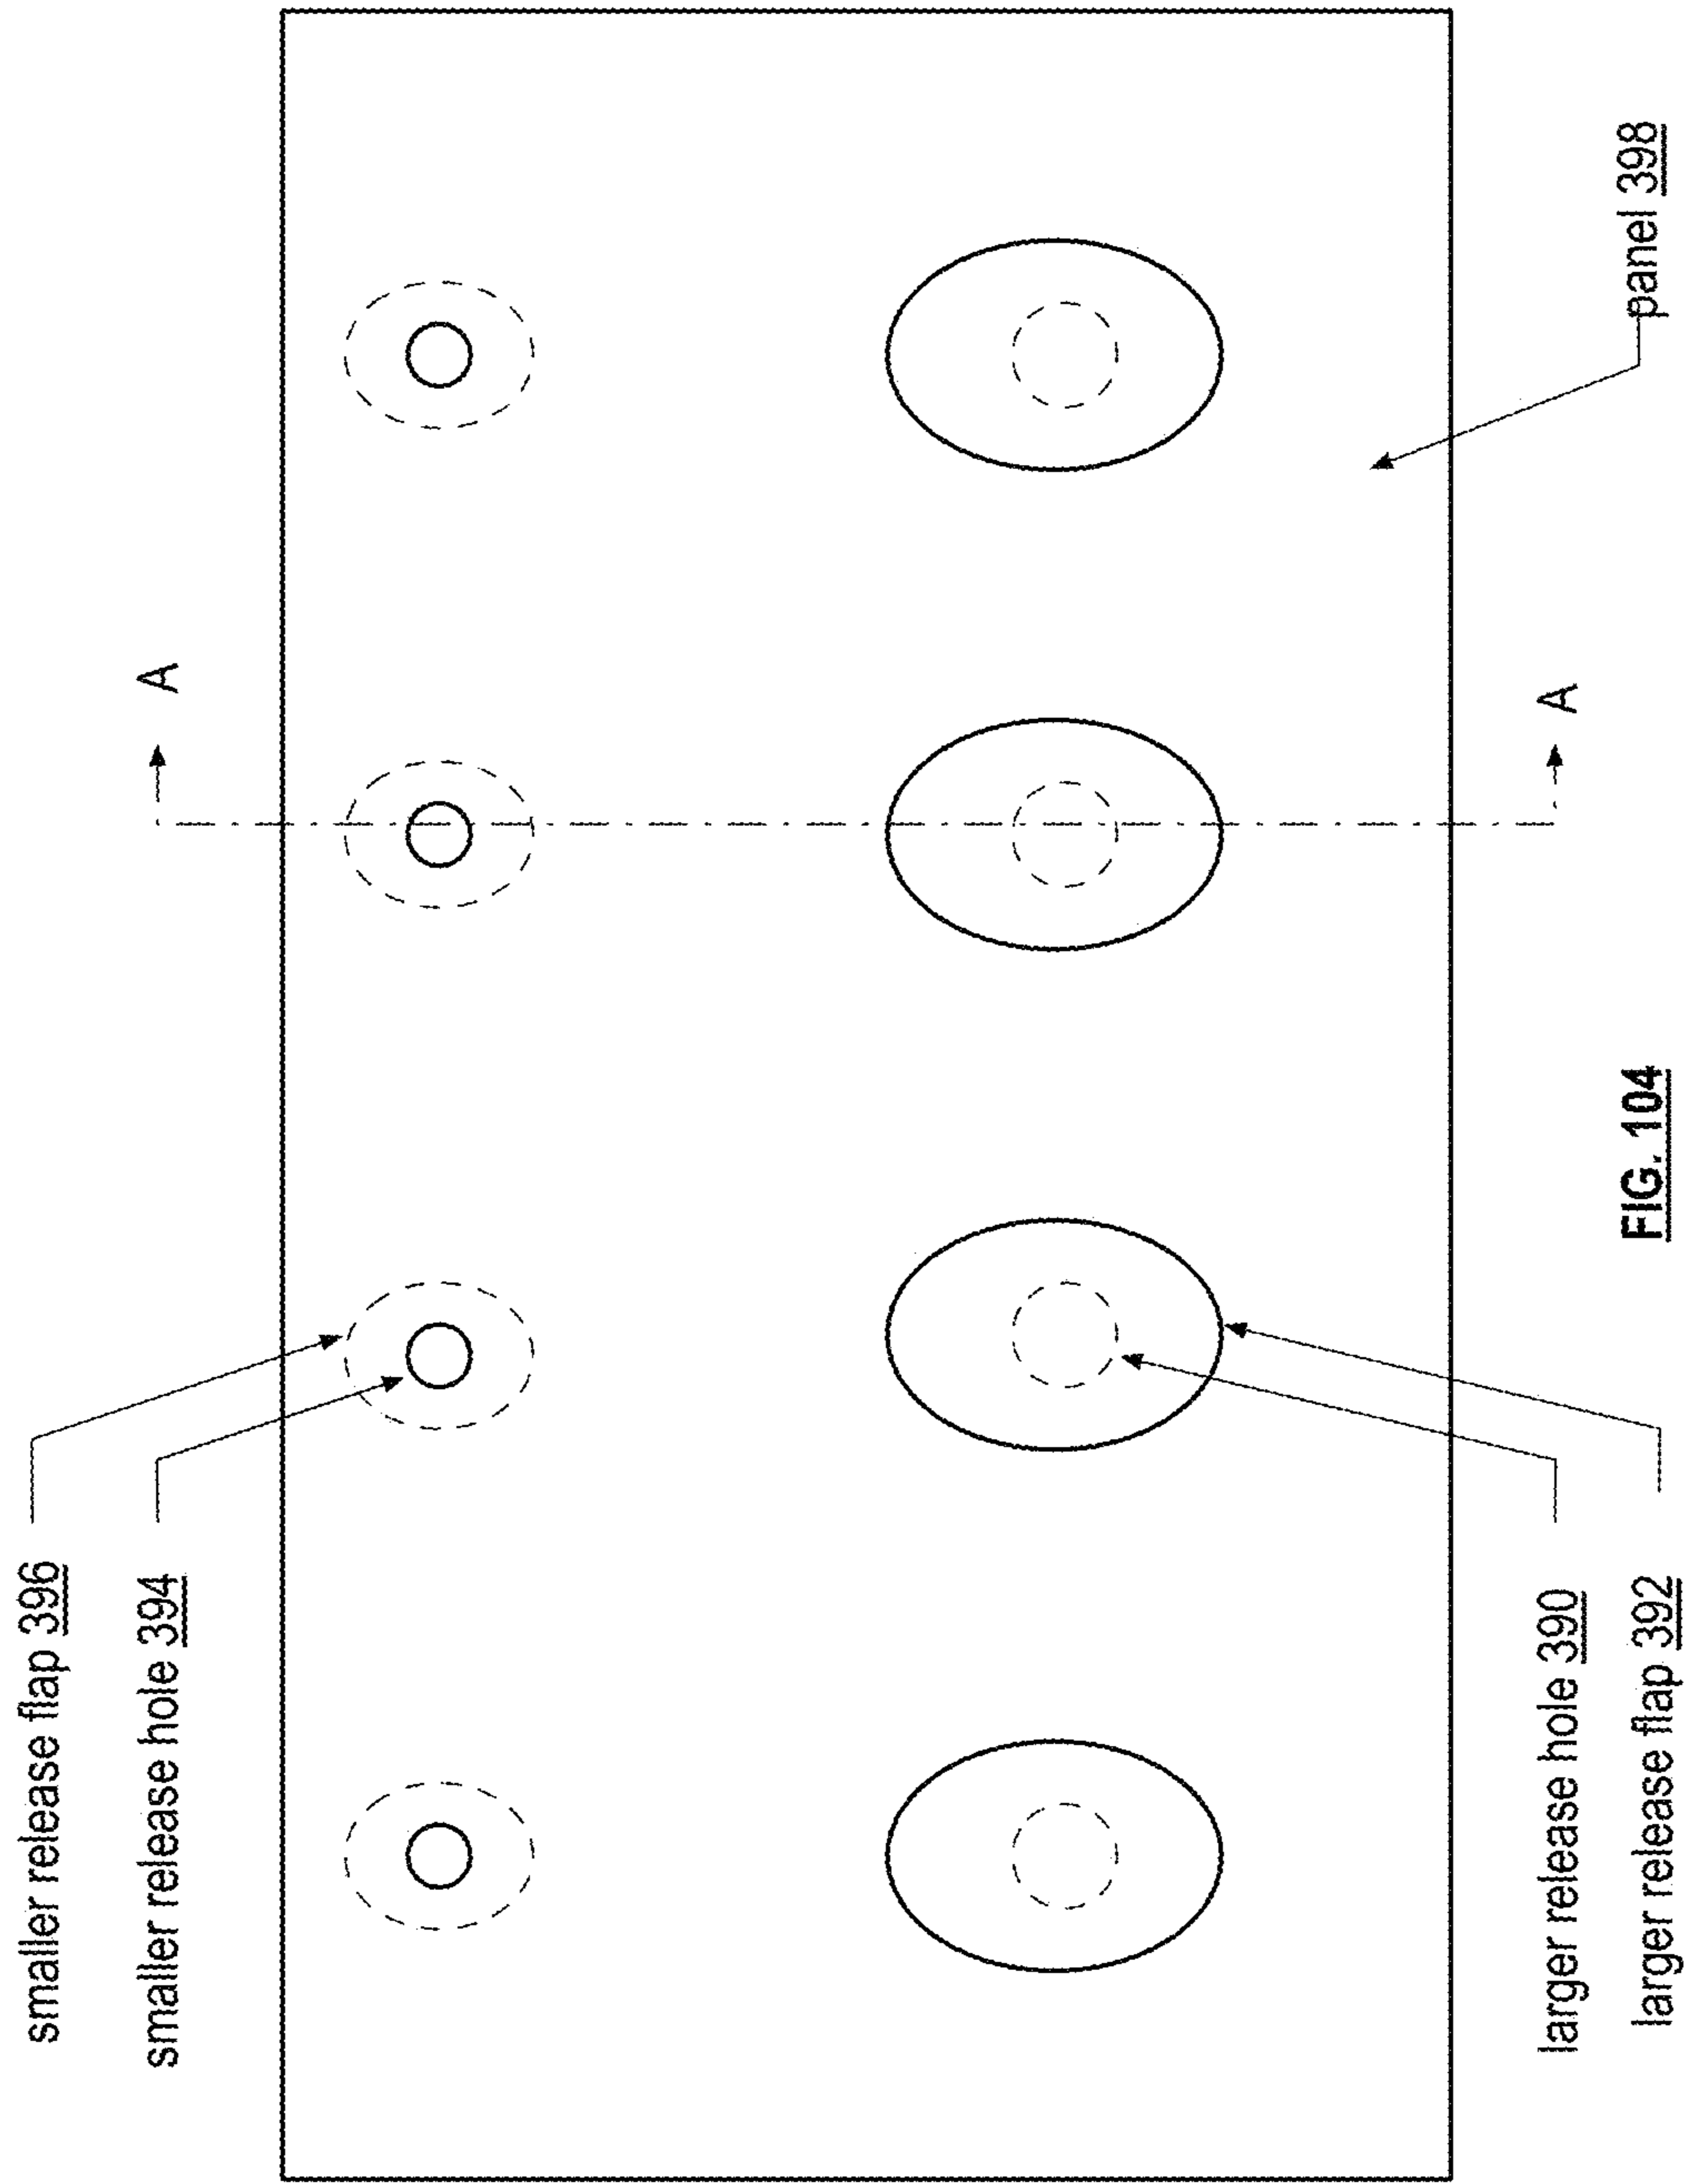 smaller release flap 396
smaller release hole 394
A
A
larger release hole 390
larger release flap 392
panel 398
FIG. 104